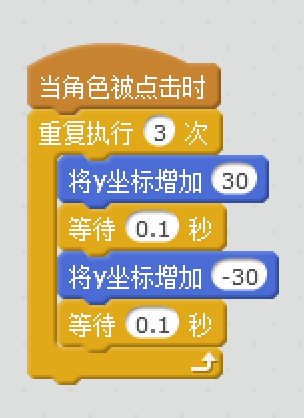 当角色被点击时
重复执行 3 次
将y坐标增加 30
等待 0.1 秒
将y坐标增加 -30
等待 0.1 秒